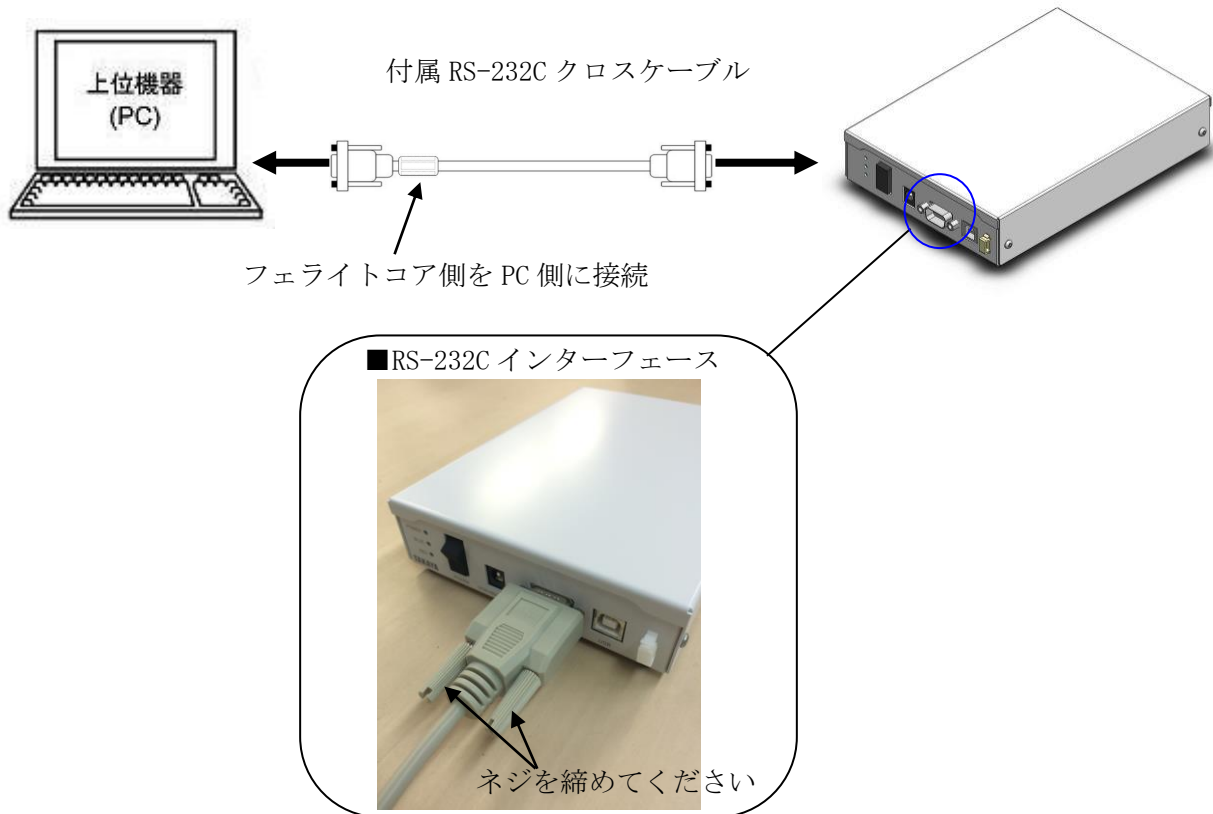 上位機器
(PC)
付属 RS-232C クロスケーブル
フェライトコア側を PC 側に接続
■RS-232C インターフェース
ネジを締めてください